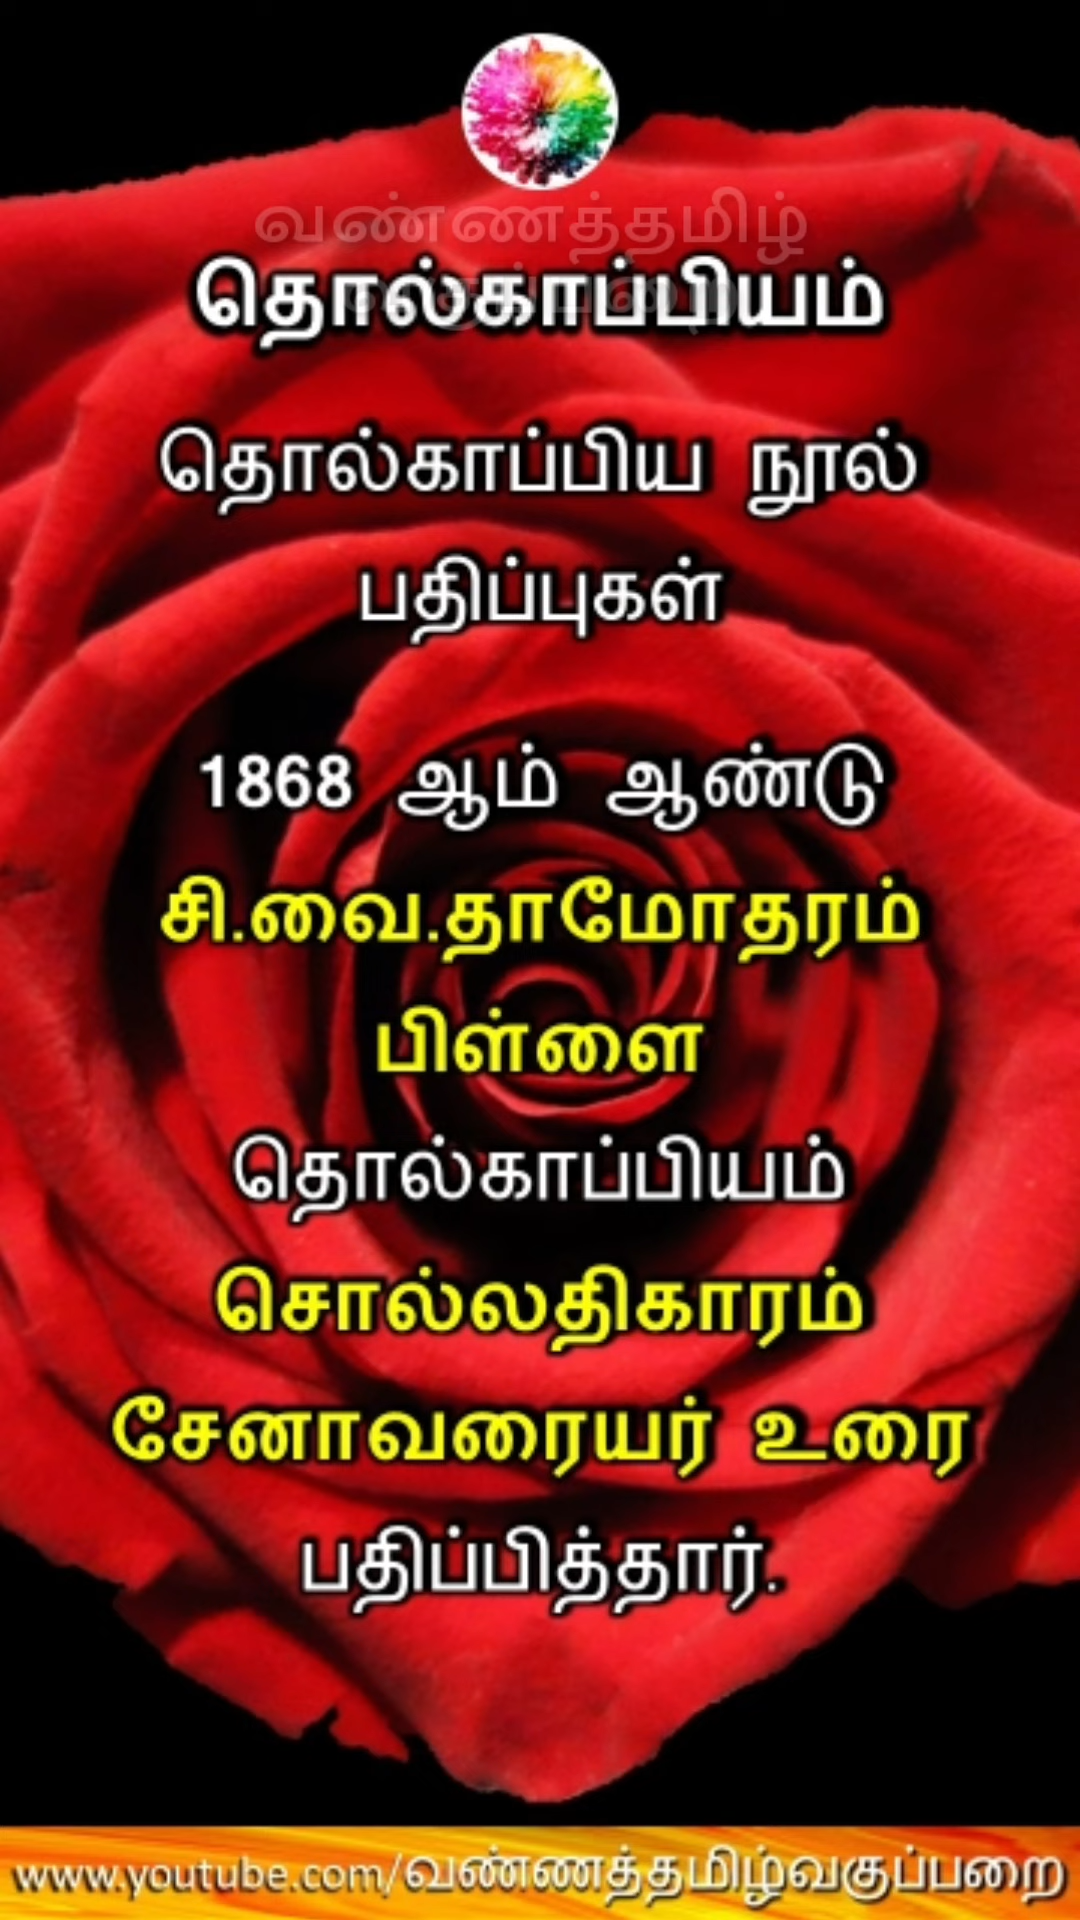 வண்ணத்தமிழ்
தொல்காப்பியம்
தொல்காப்பிய நூல்
பதிப்புகள்
1868 ஆம் ஆண்டு
சி.வை.தாமோதரம்
பிள்ளை
தொல்காப்பியம்
சொல்லதிகாரம்
சேனாவரையர் உரை
பதிப்பித்தார்.
www.youtube.com/வண்ணத்தமிழ்வகுப்பறை